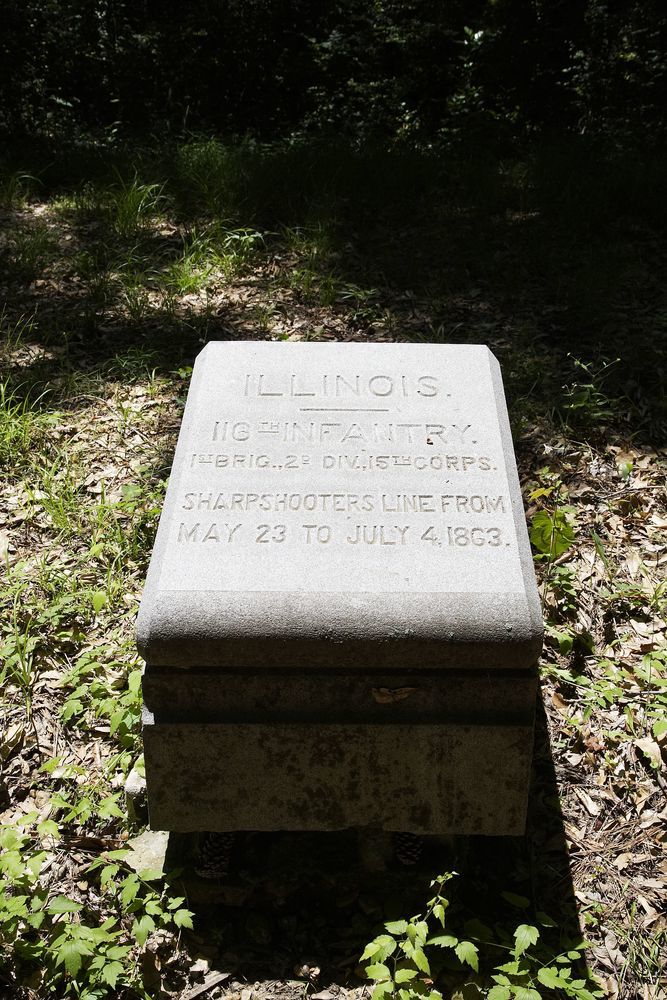 ILLINOIS.
116TH INFANTRY.
1ST BRIG., 2D DIV., 15TH CORPS.
SHARPSHOOTERS LINE FROM
MAY 23 TO JULY 4, 1863.